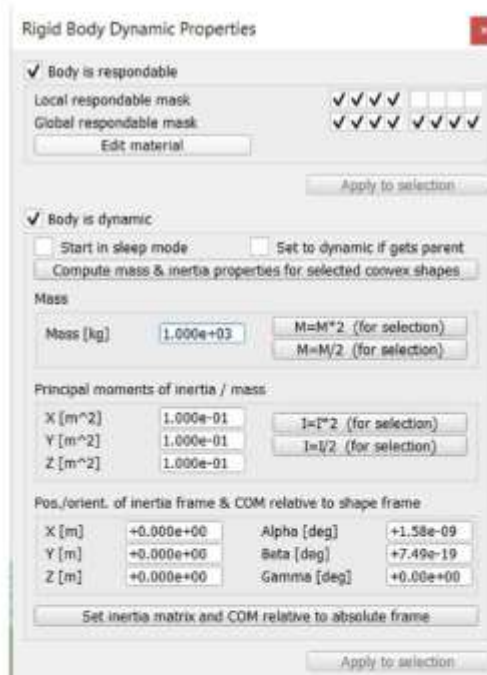 Rigid Body Dynamic Properties
Body is respondable
Local respondable mask
Global respondable mask
Edit material
Apply to selection
Body is dynamic
Start in sleep mode Set to dynamic if gets parent
Compute mass & inertia properties for selected convex shapes
Mass
Mass [kg] 1.000e+03 M=M*2 (for selection)
M=M/2 (for selection)
Principal moments of inertia / mass
X [m^2] 1.000e-01 I=I*2 (for selection)
Y [m^2] 1.000e-01 I=I/2 (for selection)
Z [m^2] 1.000e-01
Pos./orient. of inertia frame & COM relative to shape frame
X [m] +0.000e+00 Alpha [deg] +1.58e-09
Y [m] +0.000e+00 Beta [deg] +7.49e-19
Z [m] +0.000e+00 Gamma [deg] +0.00e+00
Set inertia matrix and COM relative to absolute frame
Apply to selection